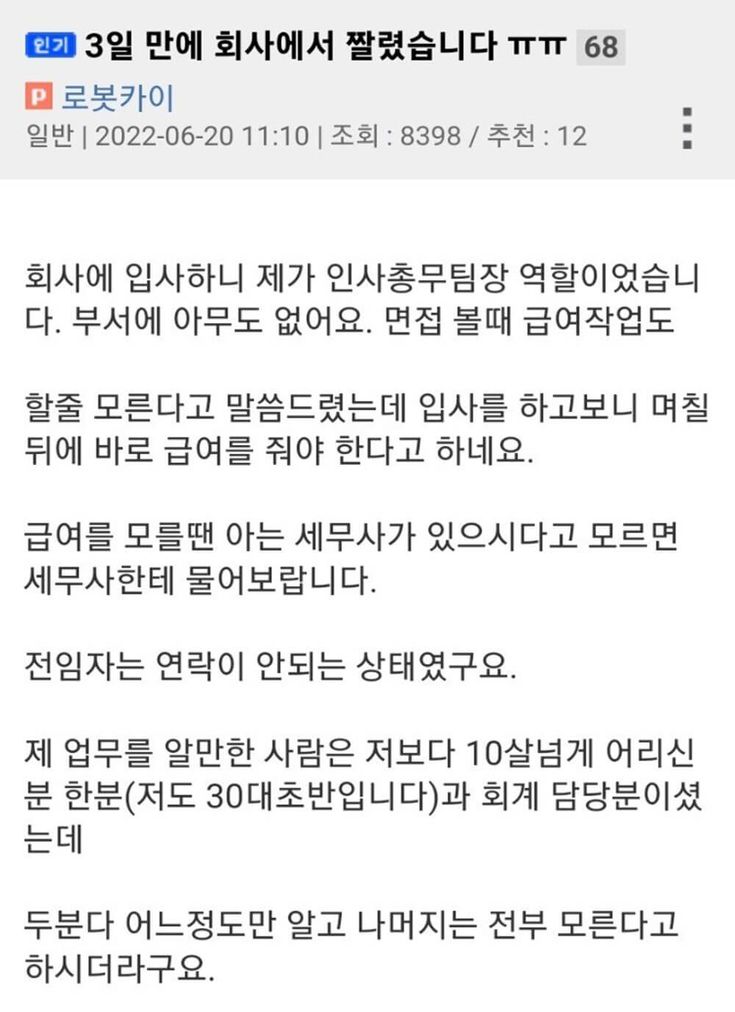 인기 3일 만에 회사에서 짤렸습니다 ㅠㅠ 68
P 로봇카이
일반 | 2022-06-20 11:10 | 조회 : 8398 / 추천 : 12
회사에 입사하니 제가 인사총무팀장 역할이었습니
다. 부서에 아무도 없어요. 면접 볼때 급여작업도
할줄 모른다고 말씀드렸는데 입사를 하고보니 며칠
뒤에 바로 급여를 줘야 한다고 하네요.
급여를 모를땐 아는 세무사가 있으시다고 모르면
세무사한테 물어보랍니다.
전임자는 연락이 안되는 상태였구요.
제 업무를 알만한 사람은 저보다 10살넘게 어리신
분 한분(저도 30대초반입니다)과 회계 담당분이셨
는데
두분다 어느정도만 알고 나머지는 전부 모른다고
하시더라구요.